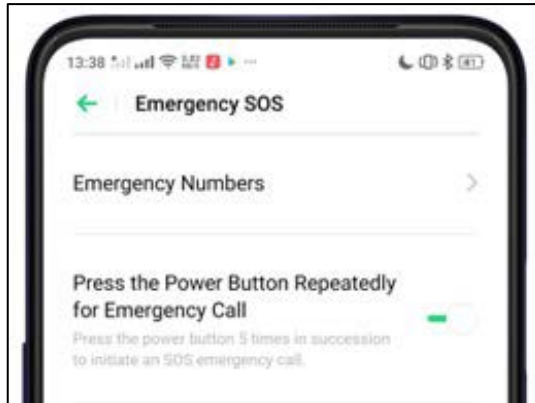 13:38
Emergency SOS
Emergency Numbers
Press the Power Button Repeatedly
for Emergency Call
Press the power button 5 times in succession
to initiate an SOS emergency call.